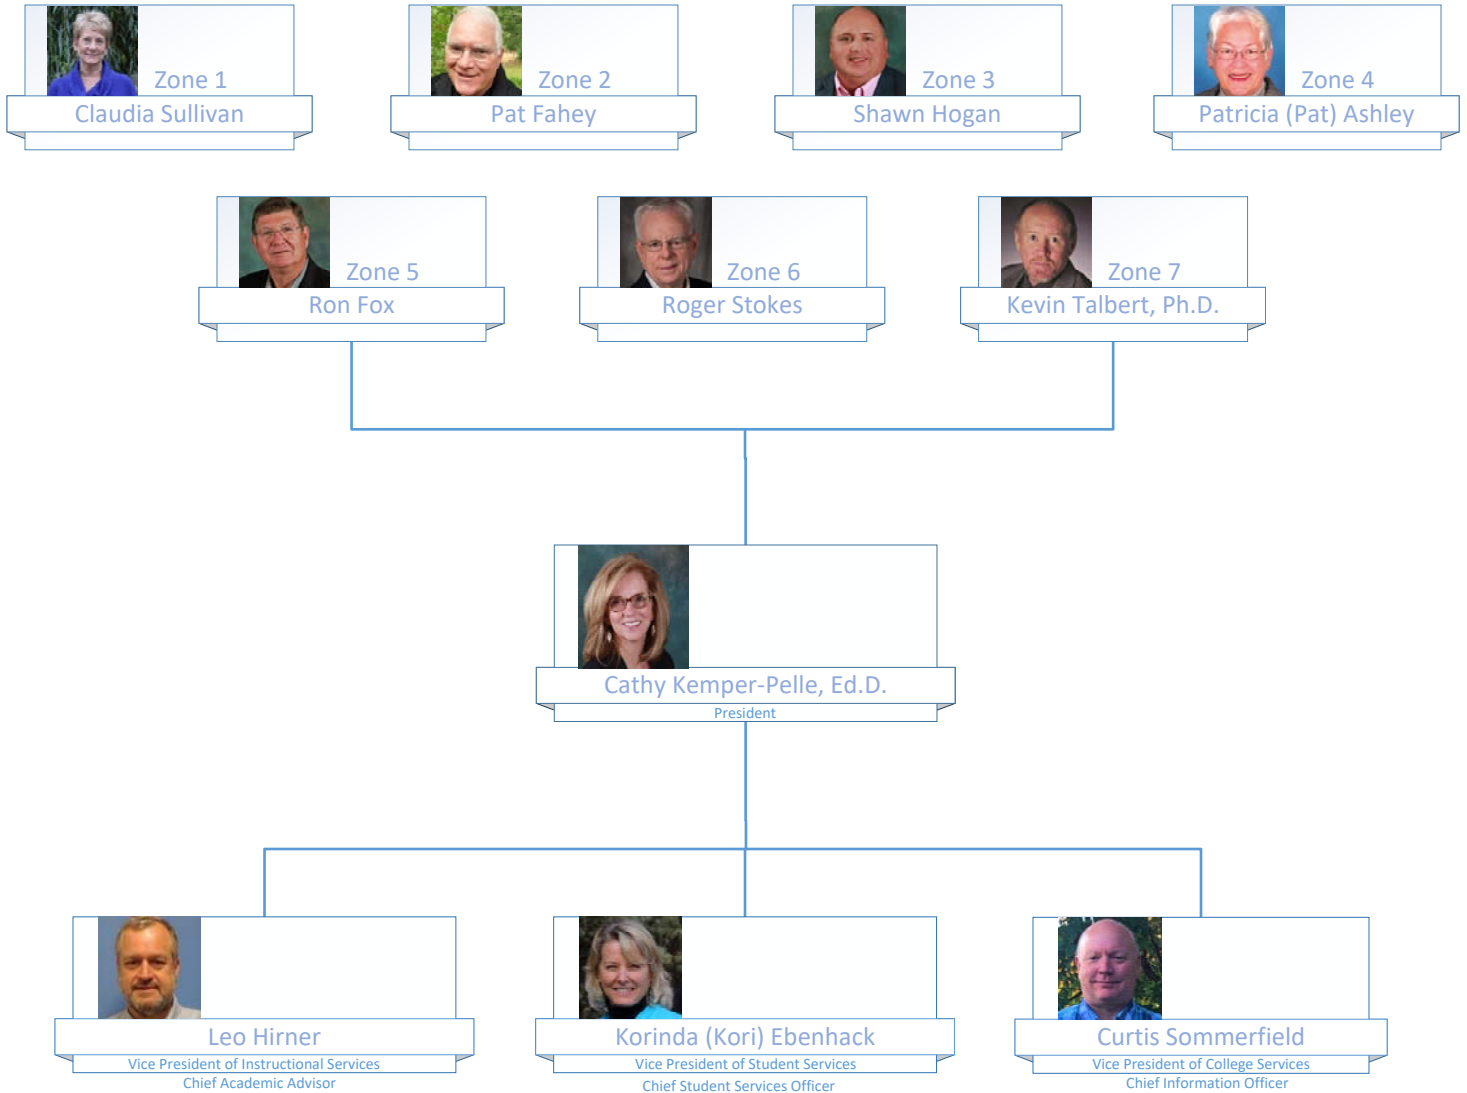 Zone 1
Claudia Sullivan
Zone 2
Pat Fahey
Zone 3
Shawn Hogan
Zone 4
Patricia (Pat) Ashley
Zone 5
Ron Fox
Zone 6
Roger Stokes
Zone 7
Kevin Talbert, Ph.D.
Cathy Kemper-Pelle, Ed.D.
President
Leo Hirner
Vice President of Instructional Services
Chief Academic Advisor
Korinda (Kori) Ebenhack
Vice President of Student Services
Chief Student Services Officer
Curtis Sommerfield
Vice President of College Services
Chief Information Officer